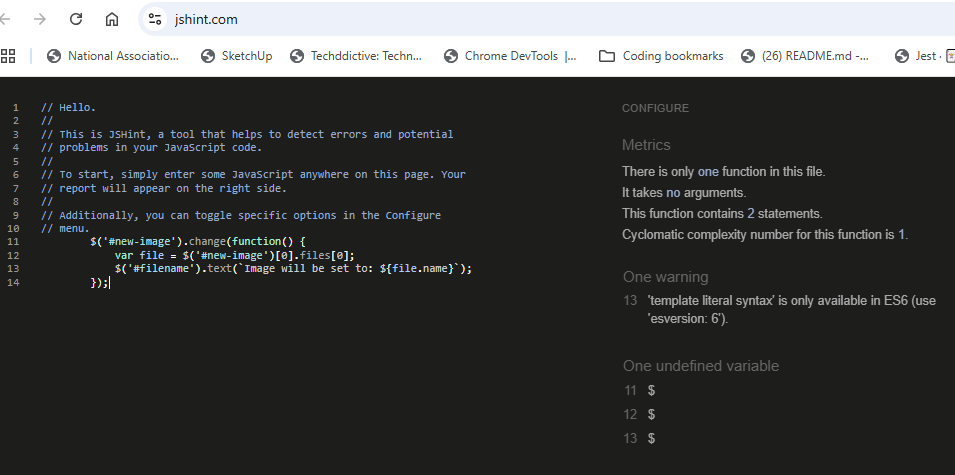 jshint.com
National Associatio...
SketchUp
Techddictive: Techn...
Chrome DevTools |...
Coding bookmarks
(26) README.md -...
Jest ·
1 // Hello.
2 //
3 // This is JSHint, a tool that helps to detect errors and potential
4 // problems in your JavaScript code.
5 //
6 // To start, simply enter some JavaScript anywhere on this page. Your
7 // report will appear on the right side.
8 //
9 // Additionally, you can toggle specific options in the Configure
10 // menu.
11 $('#new-image').change(function() {
12 var file = $('#new-image')[0].files[0];
13 $('#filename').text(`Image will be set to: ${file.name}`);
14 });
CONFIGURE
Metrics
There is only one function in this file.
It takes no arguments.
This function contains 2 statements.
Cyclomatic complexity number for this function is 1.
One warning
13 'template literal syntax' is only available in ES6 (use
'esversion: 6').
One undefined variable
11 $
12 $
13 $